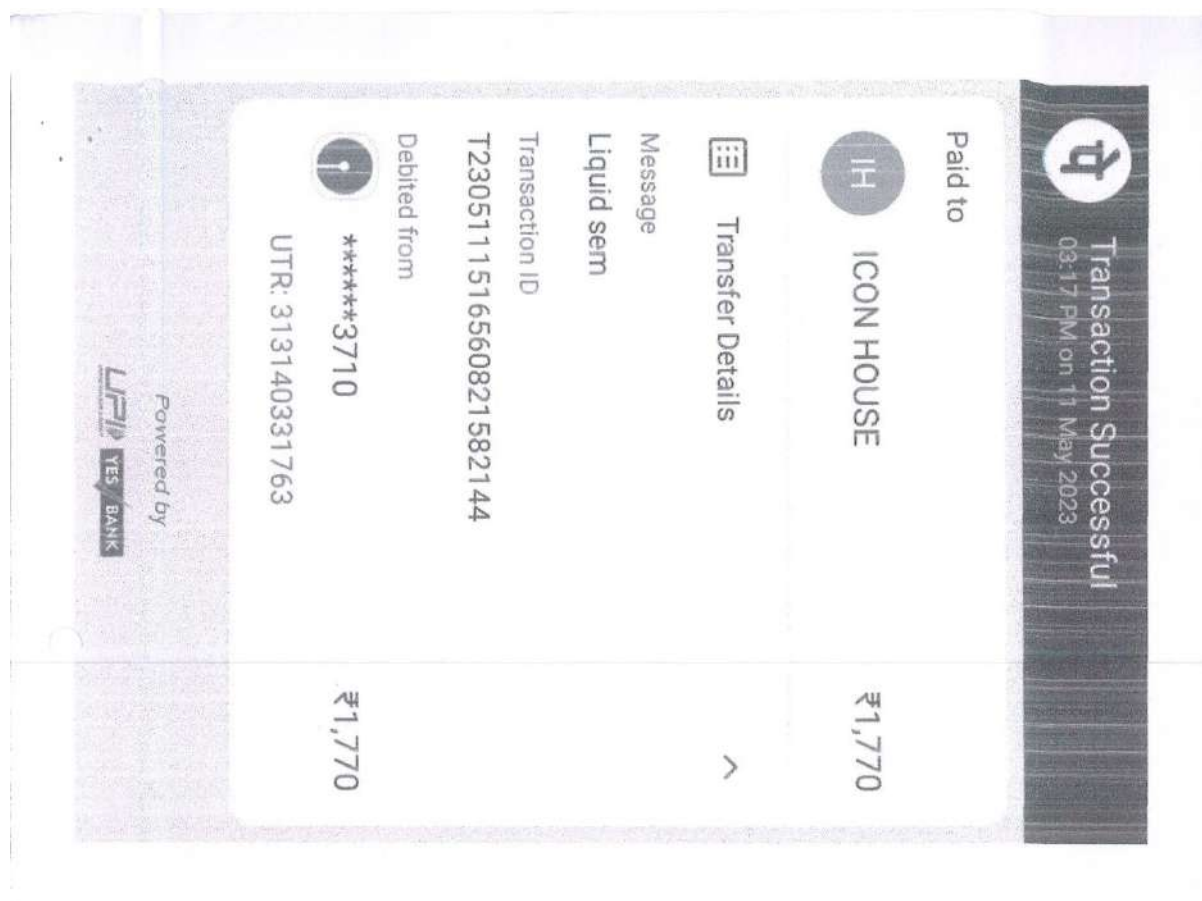 Transaction Successful
03:17 PM on 11 May 2023
Paid to
IH ICON HOUSE ₹1,770
Transfer Details
Message
Liquid sem
Transaction ID
T2305111516560821582144
Debited from
******3710 ₹1,770
UTR: 313140331763
Powered by
UPI YES BANK